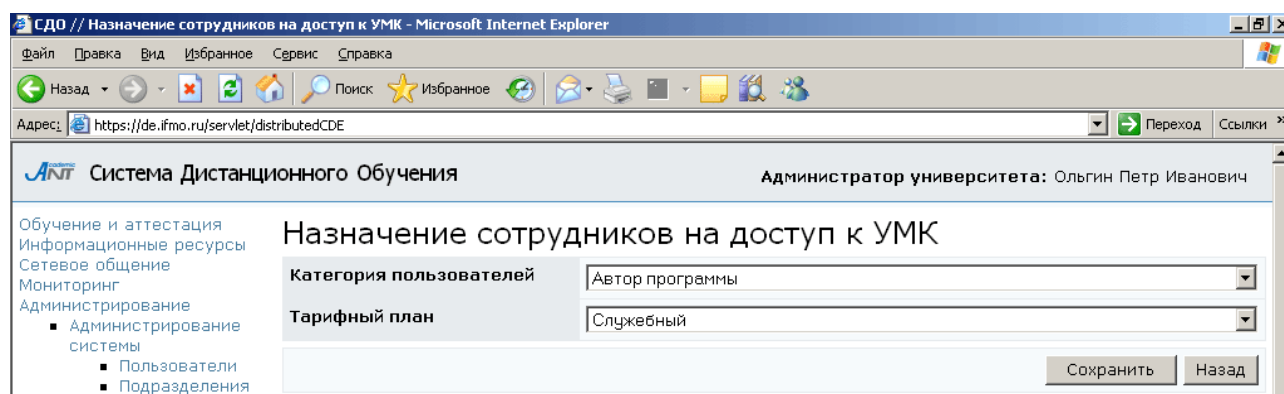 СДО // Назначение сотрудников на доступ к УМК - Microsoft Internet Explorer
Файл Правка Вид Избранное Сервис Справка
Назад Поиск Избранное
Адрес: https://de.ifmo.ru/servlet/distributedCDE Переход Ссылки »
Academic ANT Система Дистанционного Обучения Администратор университета: Ольгин Петр Иванович
Обучение и аттестация
Информационные ресурсы
Сетевое общение
Мониторинг
Администрирование
Администрирование
системы
Пользователи
Подразделения
Назначение сотрудников на доступ к УМК
Категория пользователей Автор программы
Тарифный план Служебный
Сохранить Назад